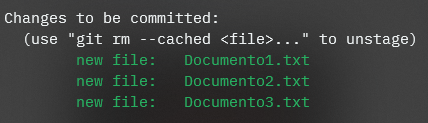 Changes to be committed:
  (use "git rm --cached <file>..." to unstage)
        new file:   Documento1.txt
        new file:   Documento2.txt
        new file:   Documento3.txt